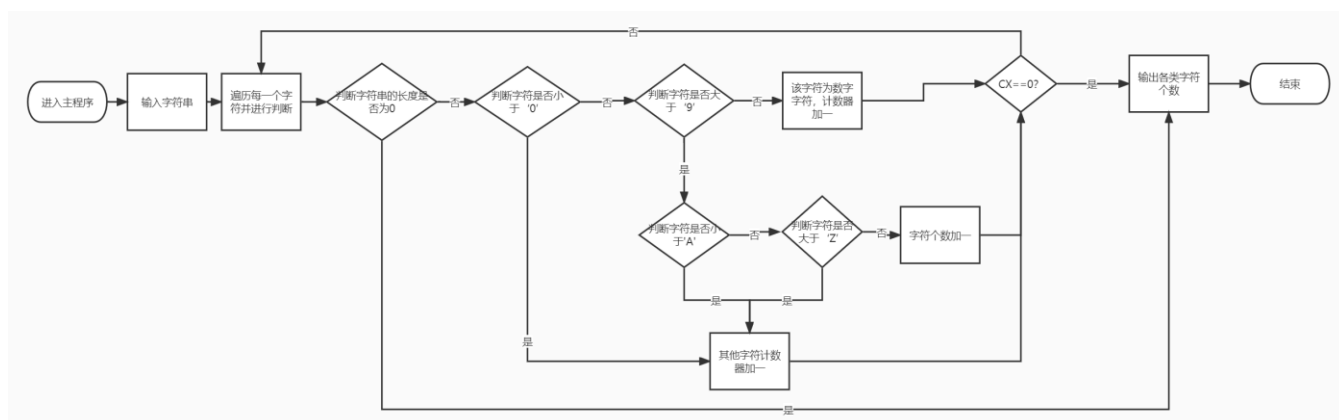 否
进入主程序
输入字符串
遍历每一个字
符并进行判断
判断字符串的长度是
否为0
否
判断字符是否小
于‘0’
否
判断字符是否大
于‘9’
否
该字符为数字
字符，计数器
加一
CX==0?
是
输出各类字符
个数
结束
是
判断字符是否小
于'A'
否
判断字符是否
大于‘Z’
否
字符个数加一
是
是
是
其他字符计数
器加一
是